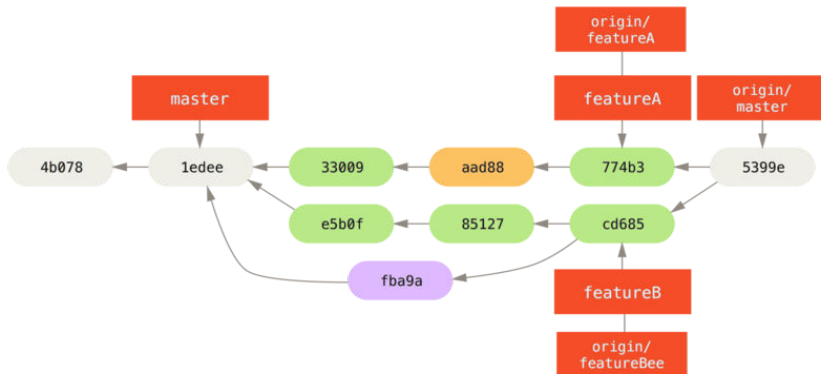 origin/
featureA
master
featureA
origin/
master
4b078
1edee
33009
aad88
774b3
5399e
e5b0f
85127
cd685
fba9a
featureB
origin/
featureBee